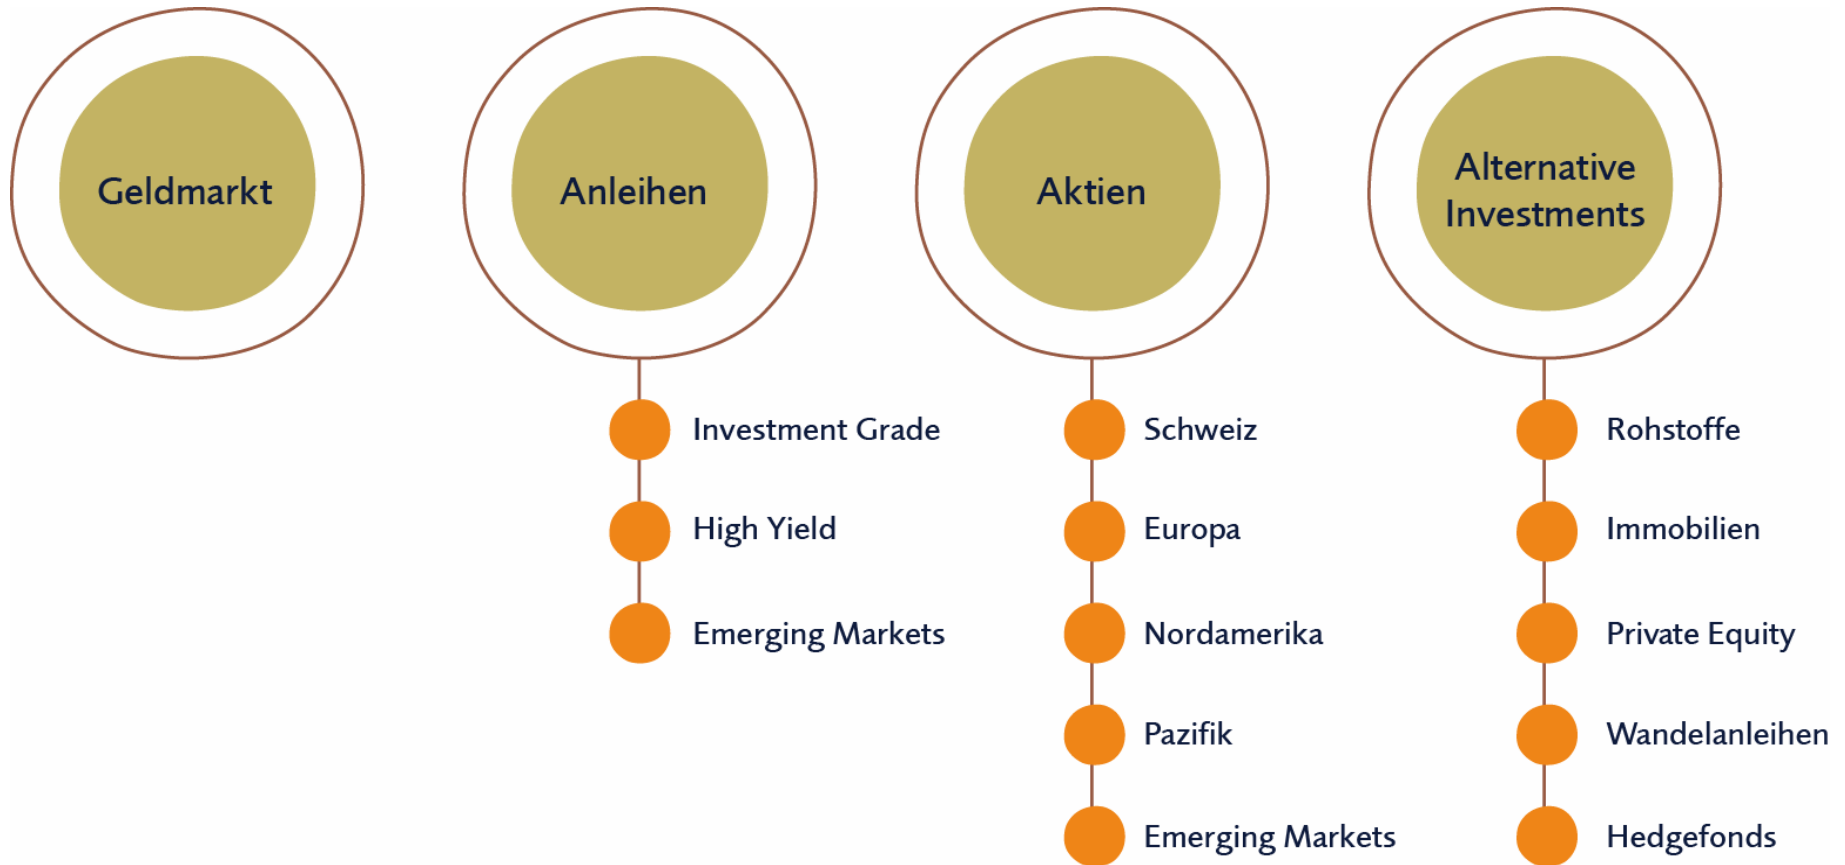 Geldmarkt
Anleihen
Investment Grade
High Yield
Emerging Markets
Aktien
Schweiz
Europa
Nordamerika
Pazifik
Emerging Markets
Alternative
Investments
Rohstoffe
Immobilien
Private Equity
Wandelanleihen
Hedgefonds